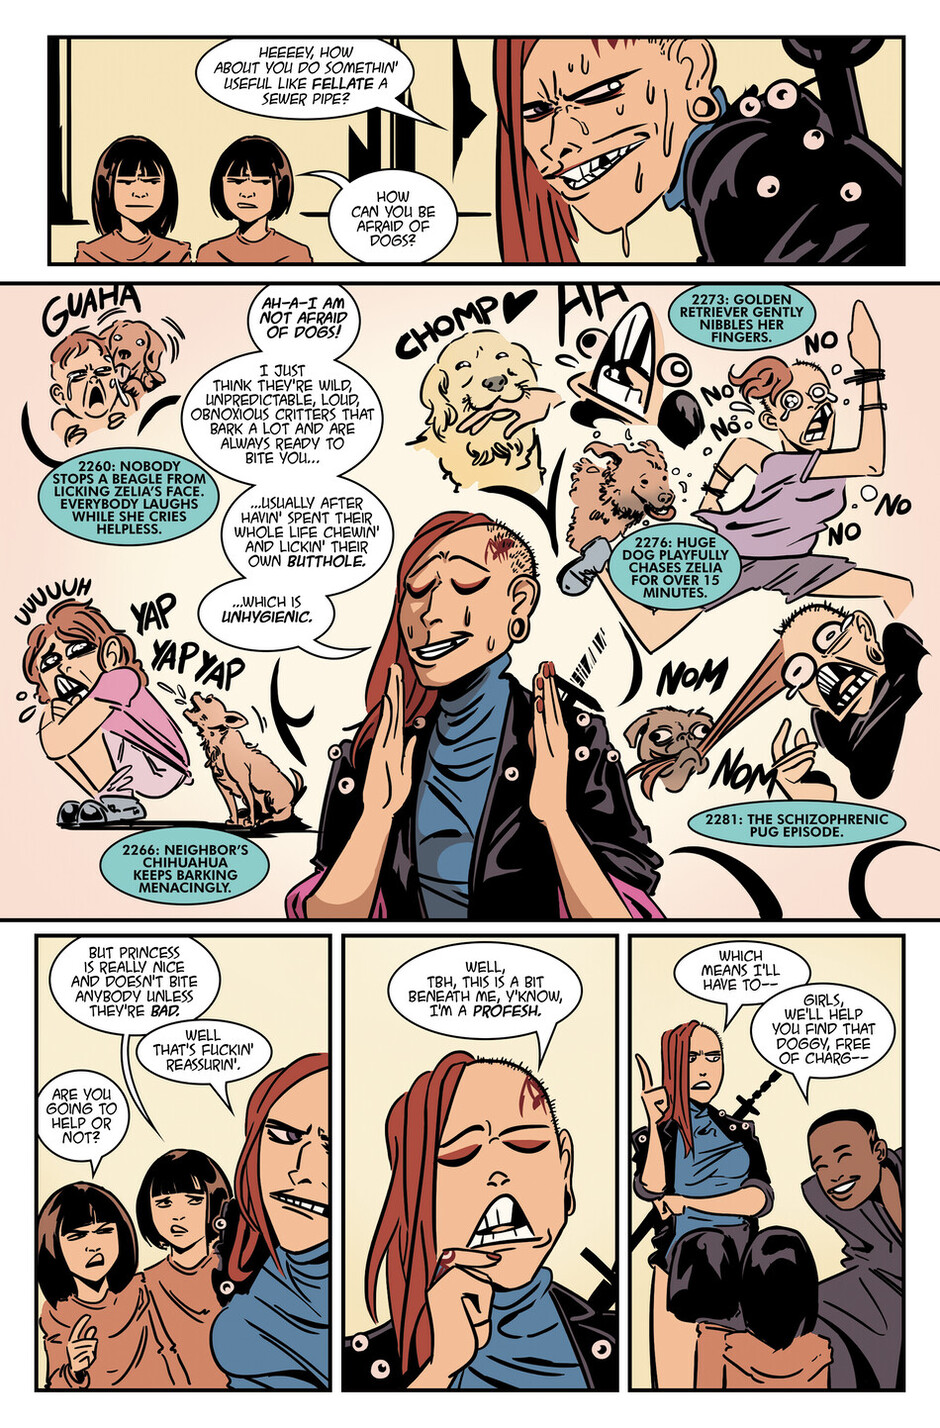 HEEEEY, HOW
ABOUT YOU DO SOMETHIN'
USEFUL LIKE FELLATE A
SEWER PIPE?
HOW
CAN YOU BE
AFRAID OF
DOGS?
GUAHA
AH-A-I AM
NOT AFRAID
OF DOGS!
I JUST
THINK THEY'RE WILD,
UNPREDICTABLE, LOUD,
OBNOXIOUS CRITTERS THAT
BARK A LOT AND ARE
ALWAYS READY TO
BITE YOU...
...USUALLY AFTER
HAVIN' SPENT THEIR
WHOLE LIFE CHEWIN'
AND LICKIN' THEIR
OWN BUTTHOLE.
...WHICH IS
UNHYGIENIC.
2260: NOBODY
STOPS A BEAGLE FROM
LICKING ZELIA'S FACE.
EVERYBODY LAUGHS
WHILE SHE CRIES
HELPLESS.
UUUUUH
YAP
YAP YAP
2266: NEIGHBOR'S
CHIHUAHUA
KEEPS BARKING
MENACINGLY.
CHOMP
AH
2273: GOLDEN
RETRIEVER GENTLY
NIBBLES HER
FINGERS.
NO
NO
NO
NO
NO
2276: HUGE
DOG PLAYFULLY
CHASES ZELIA
FOR OVER 15
MINUTES.
NOM
NOM
2281: THE SCHIZOPHRENIC
PUG EPISODE.
BUT PRINCESS
IS REALLY NICE
AND DOESN'T BITE
ANYBODY UNLESS
THEY'RE BAD.
WELL
THAT'S FUCKIN'
REASSURIN'.
ARE YOU
GOING TO
HELP OR
NOT?
WELL,
TBH, THIS IS A BIT
BENEATH ME, Y'KNOW,
I'M A PROFESH.
WHICH
MEANS I'LL
HAVE TO--
GIRLS,
WE'LL HELP
YOU FIND THAT
DOGGY, FREE
OF CHARG--